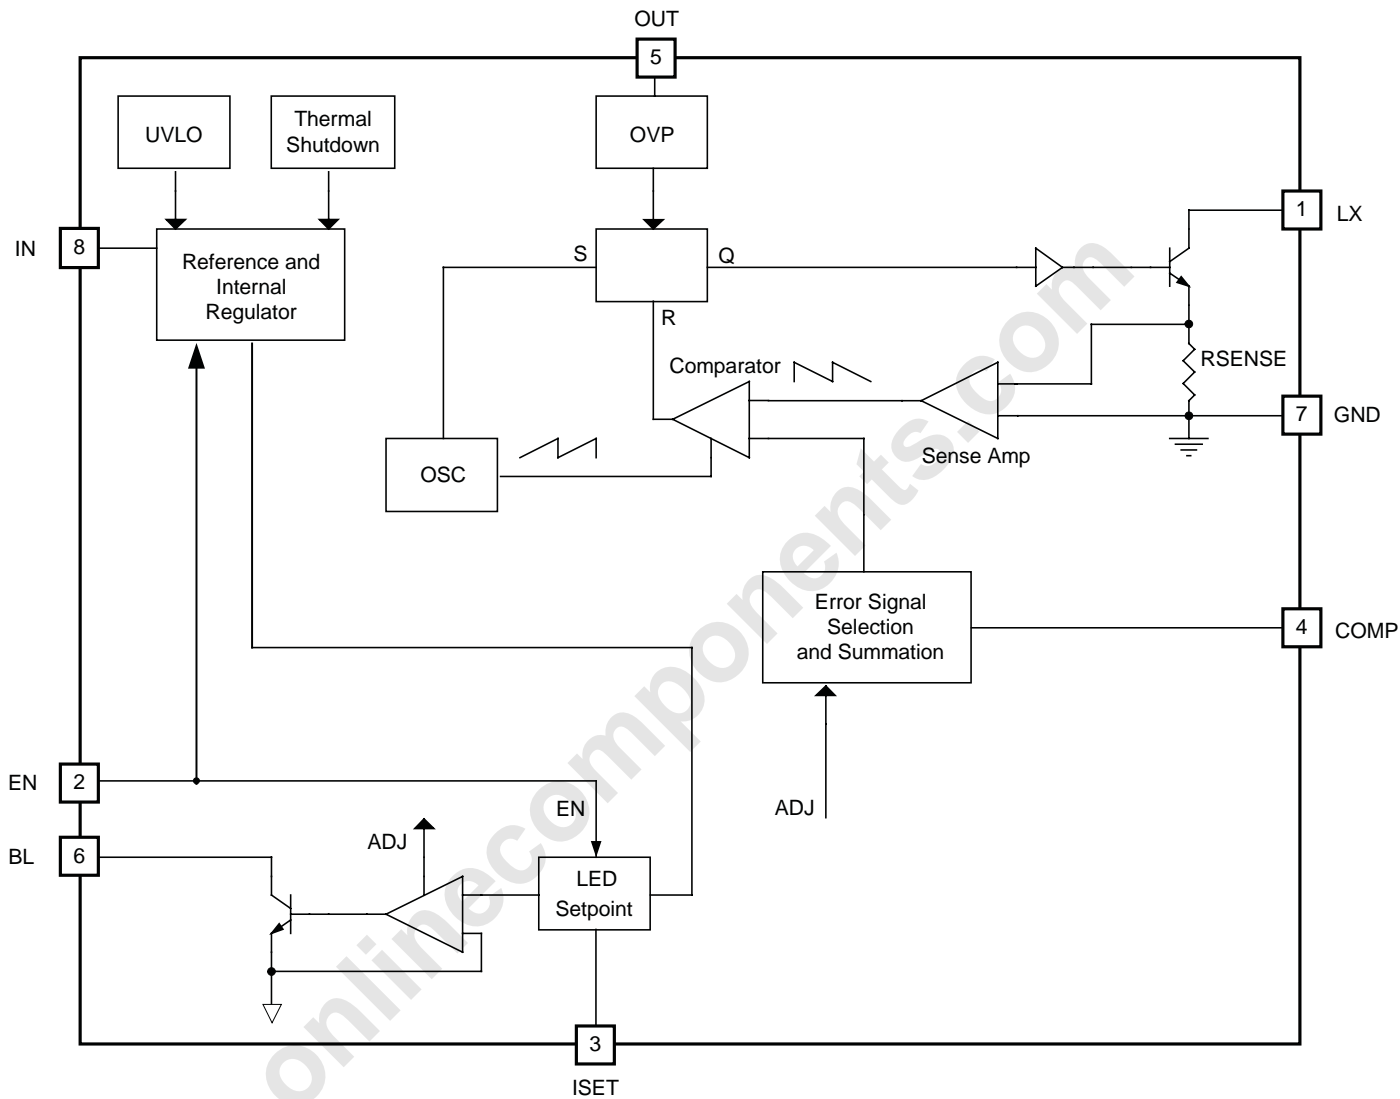 OUT
5
UVLO
Thermal
Shutdown
OVP
1
LX
IN
8
Reference and
Internal
Regulator
S
Q
R
RSENSE
Comparator
7
GND
Sense Amp
OSC
Error Signal
Selection
and Summation
4
COMP
EN
2
ADJ
EN
ADJ
BL
6
LED
Setpoint
3
ISET
onlinecomponents.com